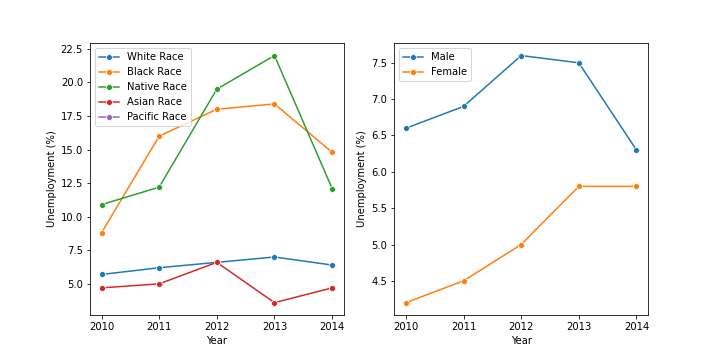 22.5
20.0
17.5
15.0
12.5
10.0
7.5
5.0
Unemployment (%)
White Race
Black Race
Native Race
Asian Race
Pacific Race
2010 2011 2012 2013 2014
Year
7.5
7.0
6.5
6.0
5.5
5.0
4.5
Unemployment (%)
Male
Female
2010 2011 2012 2013 2014
Year